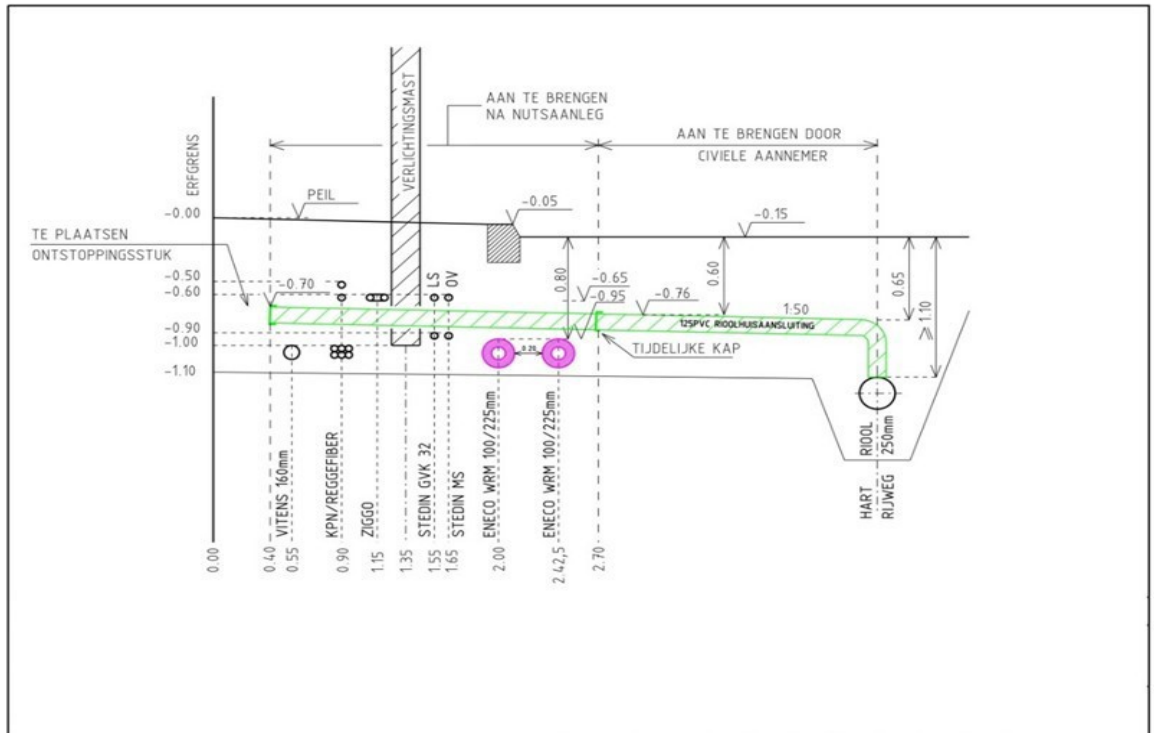 AAN TE BRENGEN
NA NUTSAANLEG
AAN TE BRENGEN DOOR
CIVIELE AANNEMER
ERFGRENS
VERLICHTINGSMAST
PEIL
-0.00
-0.05
-0.15
TE PLAATSEN
ONTSTOPPINGSSTUK
-0.50
-0.60
-0.70
-0.90
-1.00
-1.10
LS
OV
0.80
-0.65
-0.95
0.60
-0.76
1:50
125PVC RIOOLHUISAANSLUITING
0.65
⩾1.10
TIJDELIJKE KAP
0.20
VITENS 160mm
KPN/REGGEFIBER
ZIGGO
STEDIN GVK 32
STEDIN MS
ENECO WRM 100/225mm
ENECO WRM 100/225mm
RIOOL
250mm
HART
RIJWEG
0.00
0.40
0.55
0.90
1.15
1.35
1.55
1.65
2.00
2.42,5
2.70